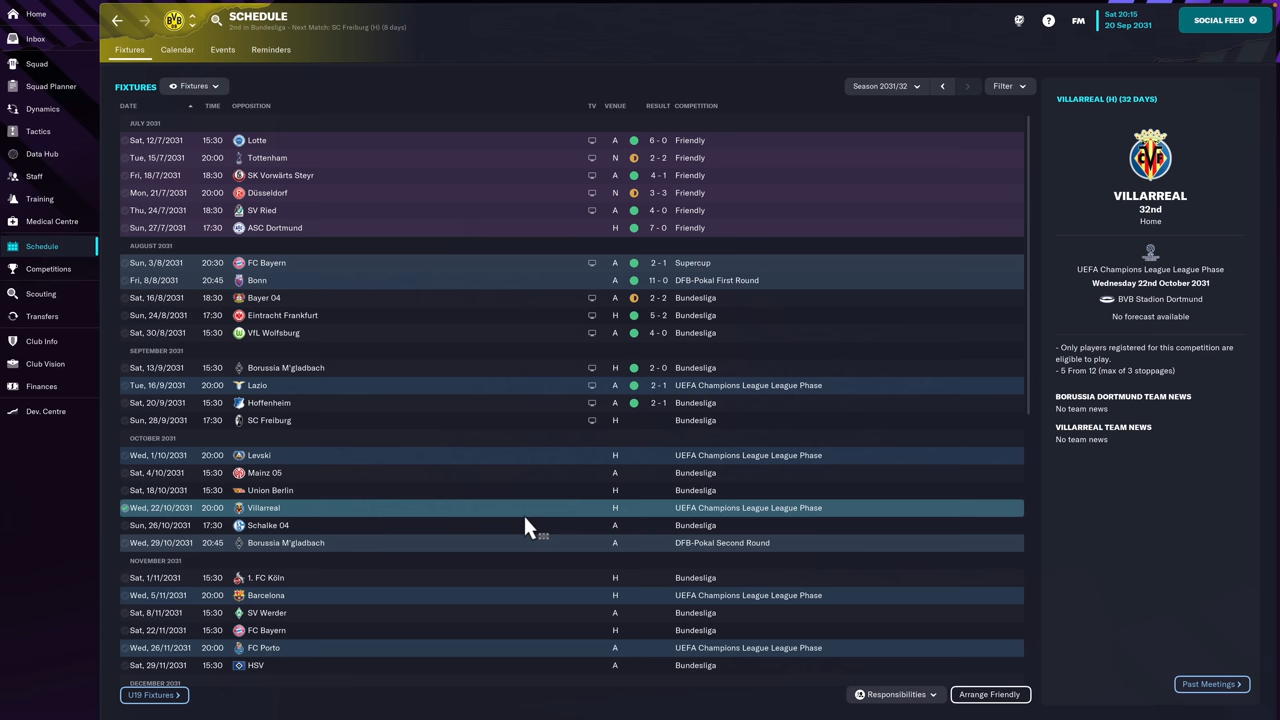 Home
Inbox
Squad
Squad Planner
Dynamics
Tactics
Data Hub
Staff
Training
Medical Centre
Schedule
Competitions
Scouting
Transfers
Club Info
Club Vision
Finances
Dev. Centre
SCHEDULE
2nd in Bundesliga - Next Match: SC Freiburg (H) (8 days)
FM
Sat 20:15
20 Sep 2031
SOCIAL FEED
Fixtures Calendar Events Reminders
FIXTURES Fixtures Season 2031/32 Filter
DATE TIME OPPOSITION TV VENUE RESULT COMPETITION
JULY 2031
Sat, 12/7/2031 15:30 Lotte A 6 - 0 Friendly
Tue, 15/7/2031 20:00 Tottenham N 2 - 2 Friendly
Fri, 18/7/2031 18:30 SK Vorwärts Steyr A 4 - 1 Friendly
Mon, 21/7/2031 20:00 Düsseldorf N 3 - 3 Friendly
Thu, 24/7/2031 18:30 SV Ried A 4 - 0 Friendly
Sun, 27/7/2031 17:30 ASC Dortmund H 7 - 0 Friendly
AUGUST 2031
Sun, 3/8/2031 20:30 FC Bayern A 2 - 1 Supercup
Fri, 8/8/2031 20:45 Bonn A 11 - 0 DFB-Pokal First Round
Sat, 16/8/2031 18:30 Bayer 04 A 2 - 2 Bundesliga
Sun, 24/8/2031 17:30 Eintracht Frankfurt H 5 - 2 Bundesliga
Sat, 30/8/2031 15:30 VfL Wolfsburg A 4 - 0 Bundesliga
SEPTEMBER 2031
Sat, 13/9/2031 15:30 Borussia M'gladbach H 2 - 0 Bundesliga
Tue, 16/9/2031 20:00 Lazio A 2 - 1 UEFA Champions League League Phase
Sat, 20/9/2031 15:30 Hoffenheim A 2 - 1 Bundesliga
Sun, 28/9/2031 17:30 SC Freiburg H Bundesliga
OCTOBER 2031
Wed, 1/10/2031 20:00 Levski H UEFA Champions League League Phase
Sat, 4/10/2031 15:30 Mainz 05 A Bundesliga
Sat, 18/10/2031 15:30 Union Berlin H Bundesliga
Wed, 22/10/2031 20:00 Villarreal H UEFA Champions League League Phase
Sun, 26/10/2031 17:30 Schalke 04 A Bundesliga
Wed, 29/10/2031 20:45 Borussia M'gladbach A DFB-Pokal Second Round
NOVEMBER 2031
Sat, 1/11/2031 15:30 1. FC Köln H Bundesliga
Wed, 5/11/2031 20:00 Barcelona H UEFA Champions League League Phase
Sat, 8/11/2031 15:30 SV Werder A Bundesliga
Sat, 22/11/2031 15:30 FC Bayern H Bundesliga
Wed, 26/11/2031 20:00 FC Porto A UEFA Champions League League Phase
Sat, 29/11/2031 15:30 HSV A Bundesliga
DECEMBER 2031
U19 Fixtures Responsibilities Arrange Friendly
VILLARREAL (H) (32 DAYS)
VILLARREAL
32nd
Home
UEFA Champions League League Phase
Wednesday 22nd October 2031
BVB Stadion Dortmund
No forecast available
- Only players registered for this competition are
eligible to play.
- 5 From 12 (max of 3 stoppages)
BORUSSIA DORTMUND TEAM NEWS
No team news
VILLARREAL TEAM NEWS
No team news
Past Meetings